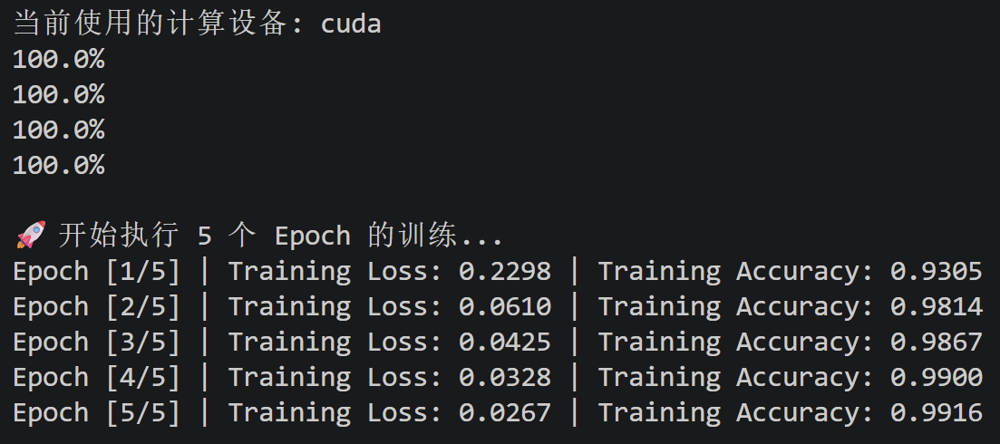 当前使用的计算设备: cuda
100.0%
100.0%
100.0%
100.0%
🚀 开始执行 5 个 Epoch 的训练...
Epoch [1/5] | Training Loss: 0.2298 | Training Accuracy: 0.9305
Epoch [2/5] | Training Loss: 0.0610 | Training Accuracy: 0.9814
Epoch [3/5] | Training Loss: 0.0425 | Training Accuracy: 0.9867
Epoch [4/5] | Training Loss: 0.0328 | Training Accuracy: 0.9900
Epoch [5/5] | Training Loss: 0.0267 | Training Accuracy: 0.9916